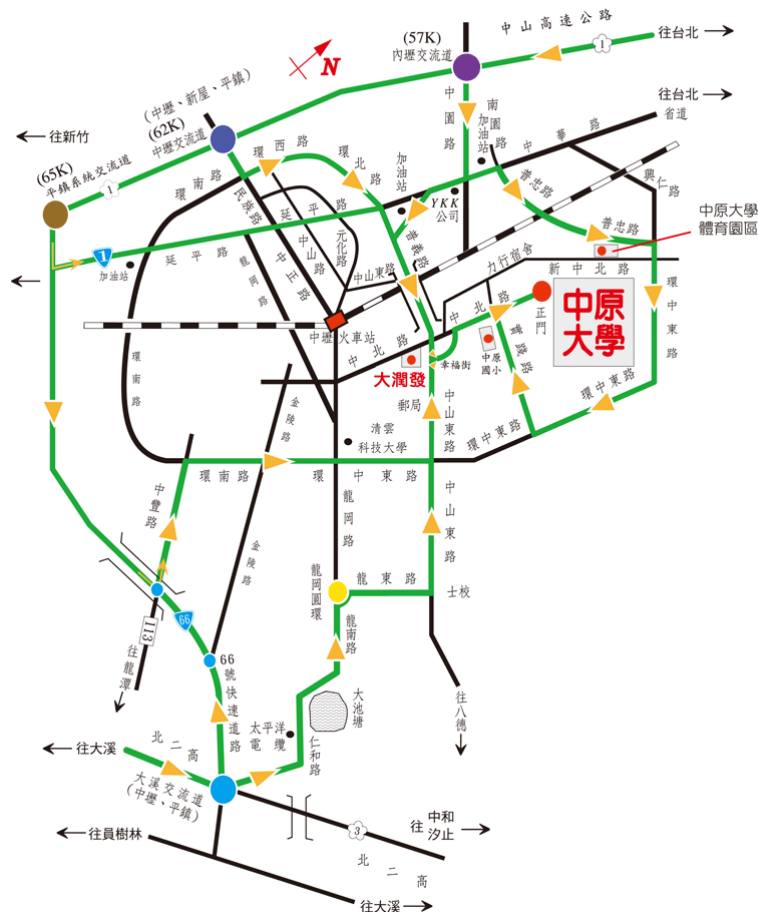 中山高速公路
1
往台北
(57K)
內壢交流道
N
往台北
省道
(中壢、新屋、平鎮)
往新竹
(62K)
中壢交流道
(65K)
平鎮系統交流道
1
環西路
環北路
加油站
中園路
南園路
加油站
中華路
YKK
公司
普忠路
興仁路
普忠路
中原大學
體育園區
環南路
民族路
延平路
元化路
中山路
中正路
中山東路
普義路
力行宿舍
新中北路
1
加油站
延平路
龍岡路
中壢火車站
中北路
中北路
正門
中原
大學
環中東路
實踐路
中原
國小
大潤發
幸福街
郵局
中山東路
環中東路
環中東路
環南路
金陵路
清雲
科技大學
環南路
環中東路
中豐路
金陵路
龍岡路
中山東路
龍岡圓環
龍東路
士校
66
113
往龍潭
66
號快速道路
龍南路
大池塘
往八德
太平洋
電纜
仁和路
往大溪
北二高
大溪交流道
(中壢、平鎮)
往員樹林
3
往
中和
汐止
北二高
往大溪